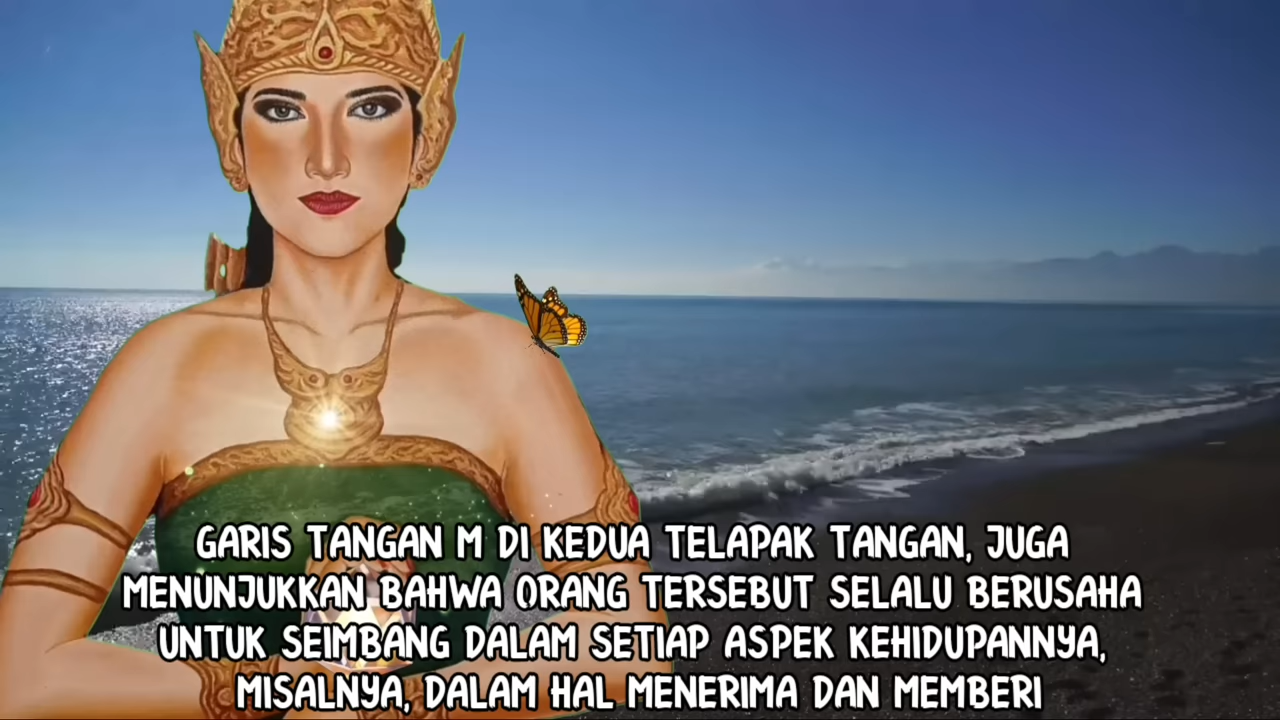 GARIS TANGAN M DI KEDUA TELAPAK TANGAN, JUGA
MENUNJUKKAN BAHWA ORANG TERSEBUT SELALU BERUSAHA
UNTUK SEIMBANG DALAM SETIAP ASPEK KEHIDUPANNYA,
MISALNYA, DALAM HAL MENERIMA DAN MEMBERI